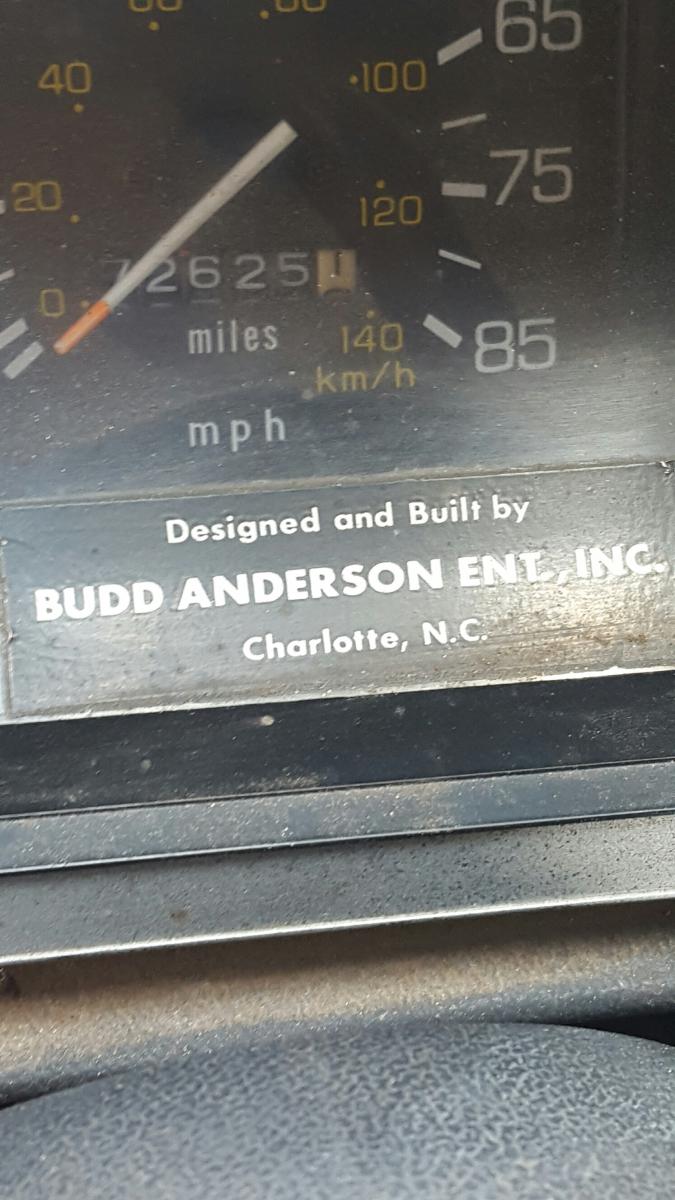 65
40
100
75
20
120
72625
0
miles
140
85
km/h
mph
Designed and Built by
BUDD ANDERSON ENT., INC.
Charlotte, N.C.